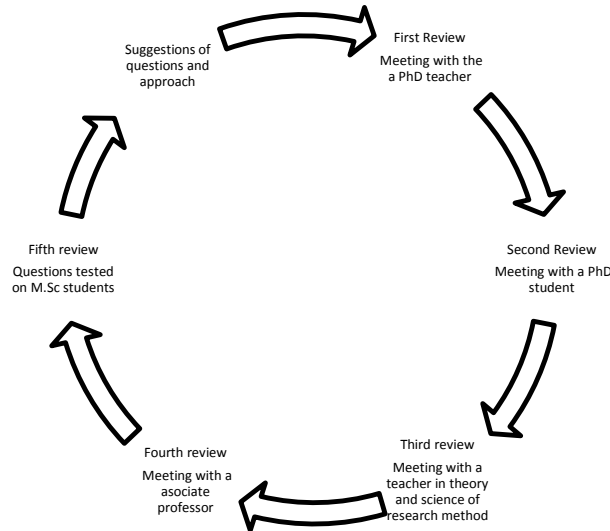 Suggestions of
questions and
approach
First Review
Meeting with the
a PhD teacher
Second Review
Meeting with a PhD
student
Third review
Meeting with a
teacher in theory
and science of
research method
Fourth review
Meeting with a
asociate
professor
Fifth review
Questions tested
on M.Sc students